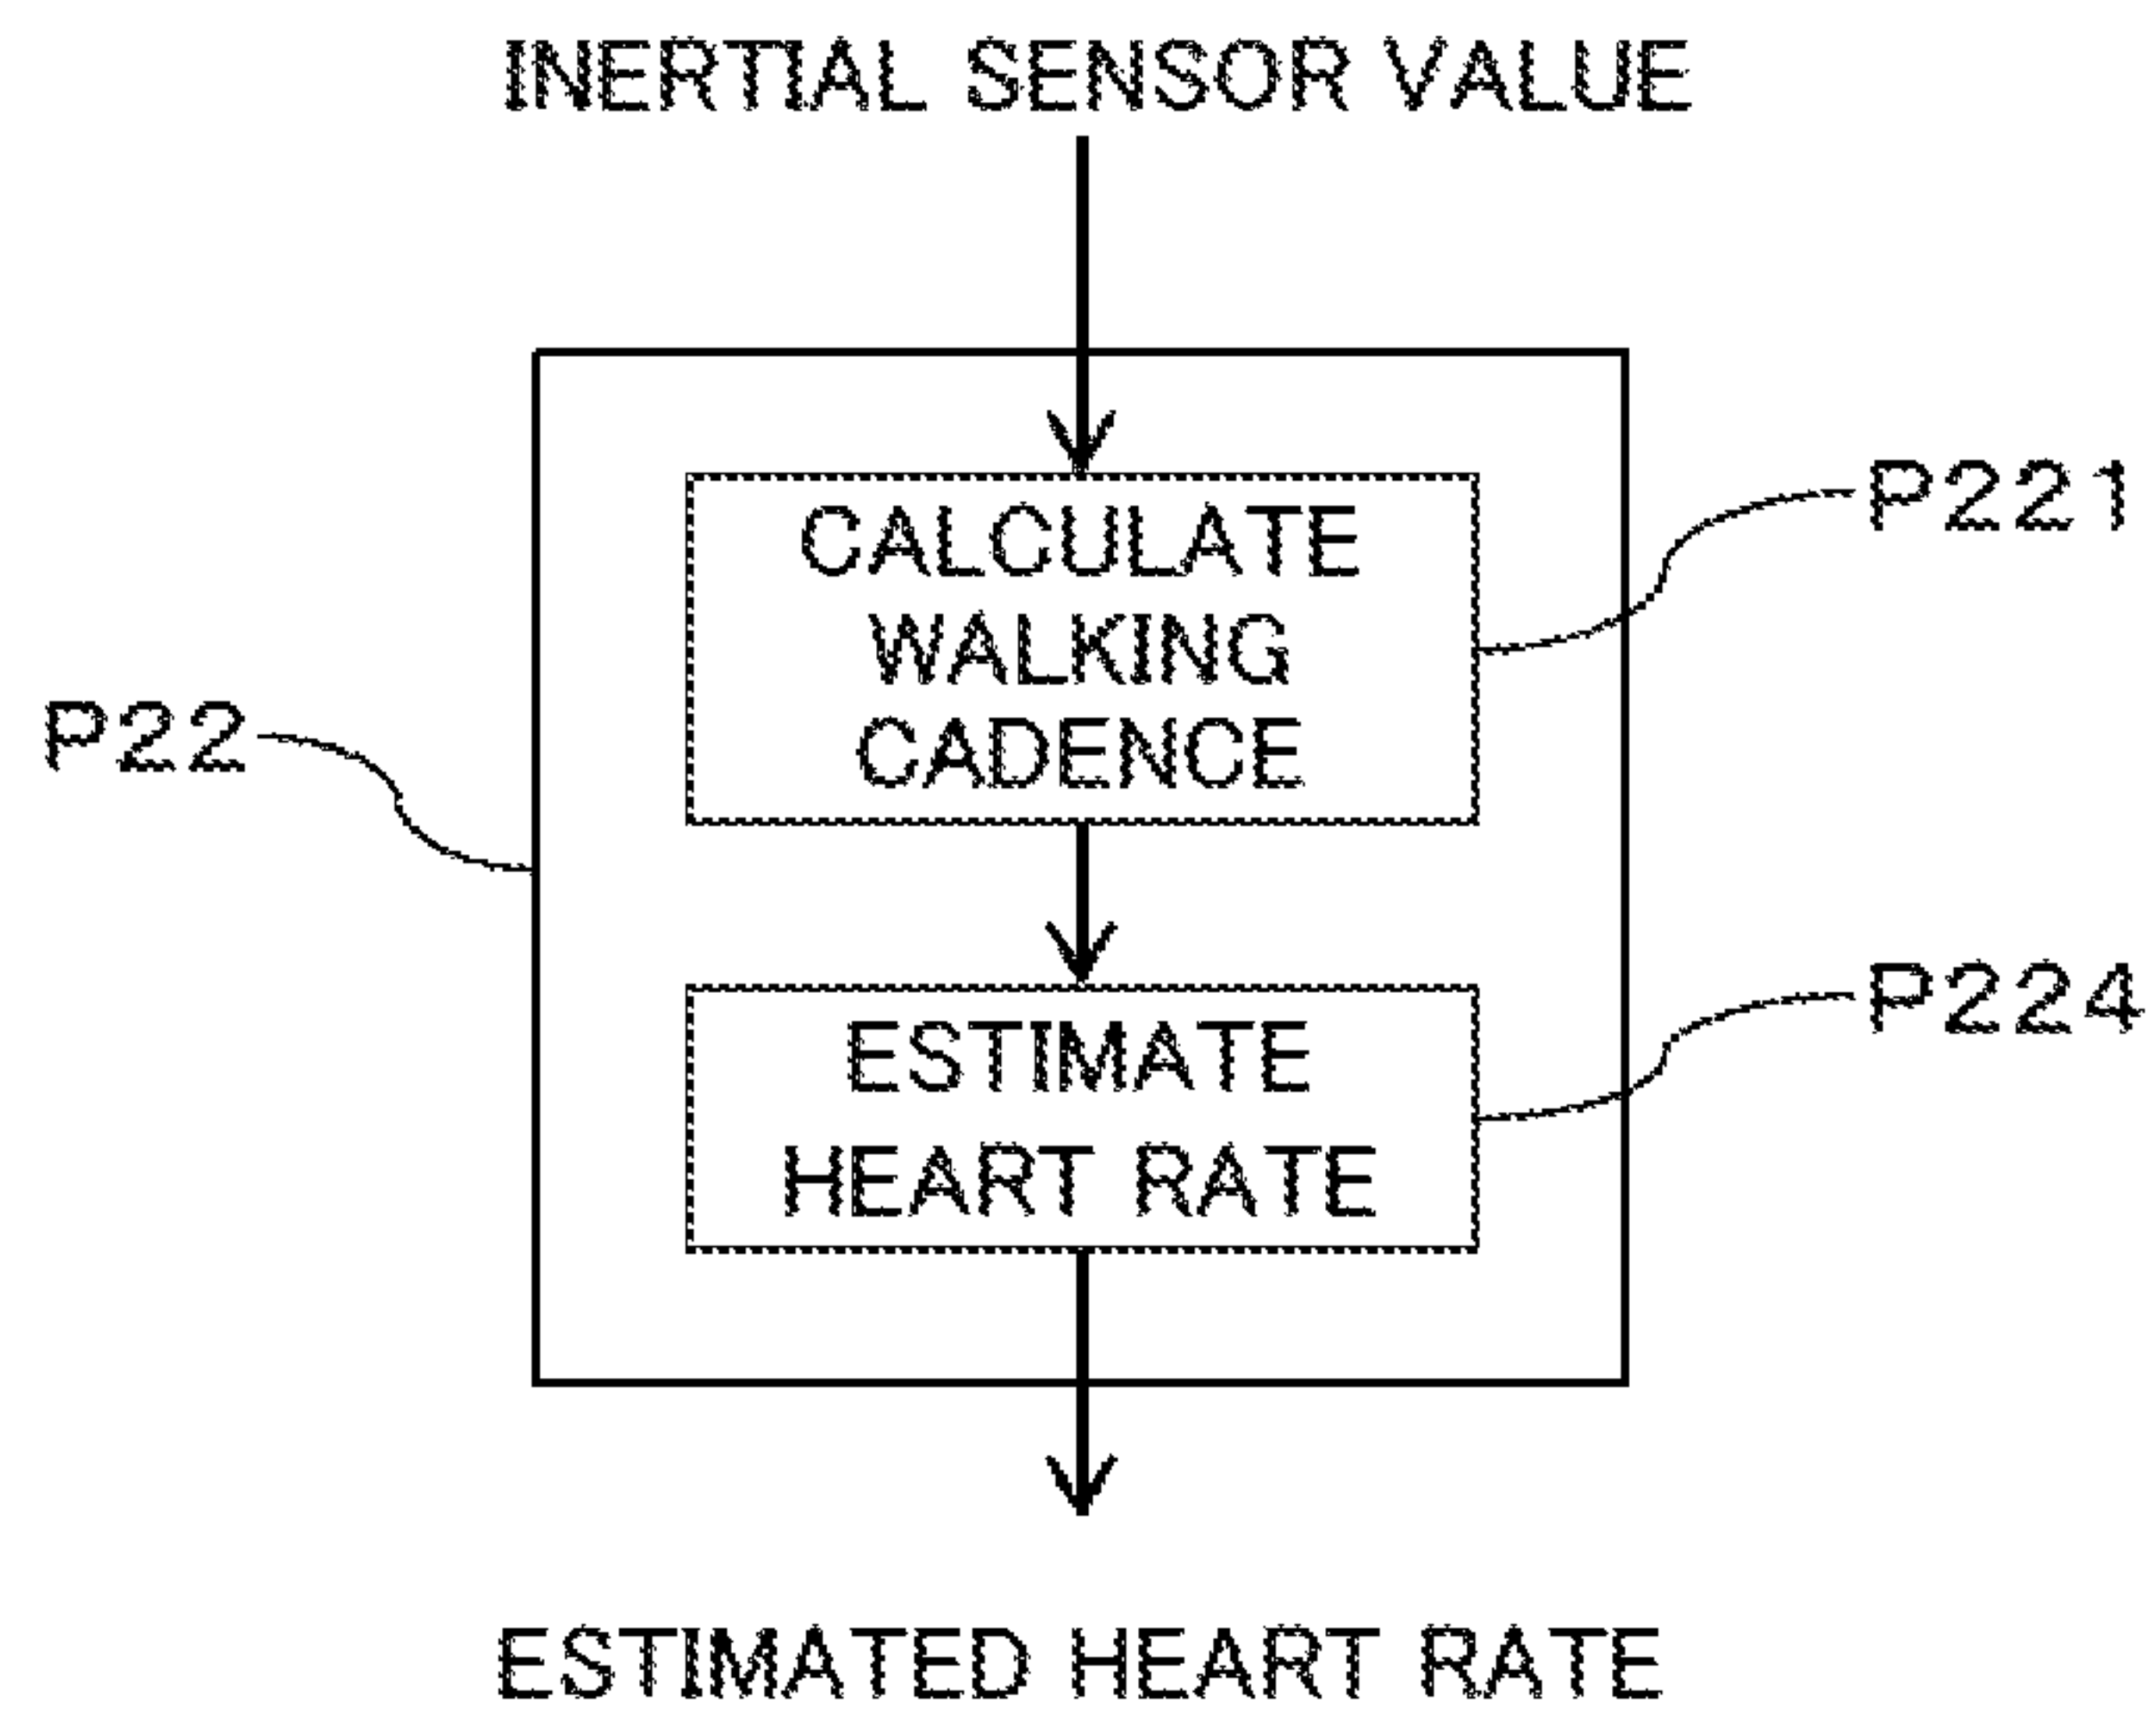 INERTIAL SENSOR VALUE
CALCULATE
WALKING
CADENCE
P221
P22
ESTIMATE
HEART RATE
P224
ESTIMATED HEART RATE